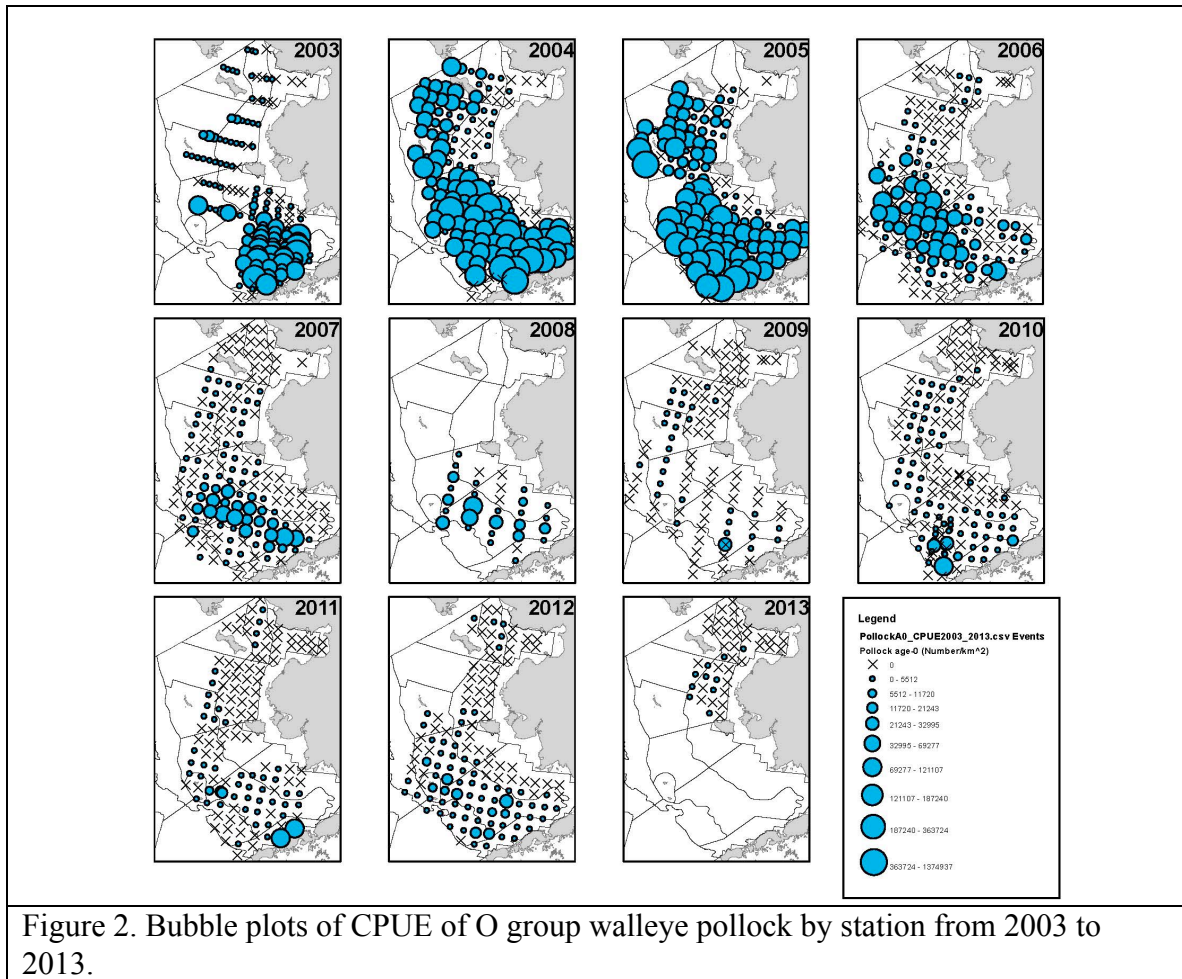 2003
2004
2005
2006
2007
2008
2009
2010
2011
2012
2013
Legend
PollockA0_CPUE2003_2013.csv Events
Pollock age-0 (Number/km^2)
0
0 - 5512
5512 - 11720
11720 - 21243
21243 - 32995
32995 - 69277
69277 - 121107
121107 - 187240
187240 - 363724
363724 - 1374937
Figure 2. Bubble plots of CPUE of O group walleye pollock by station from 2003 to
2013.